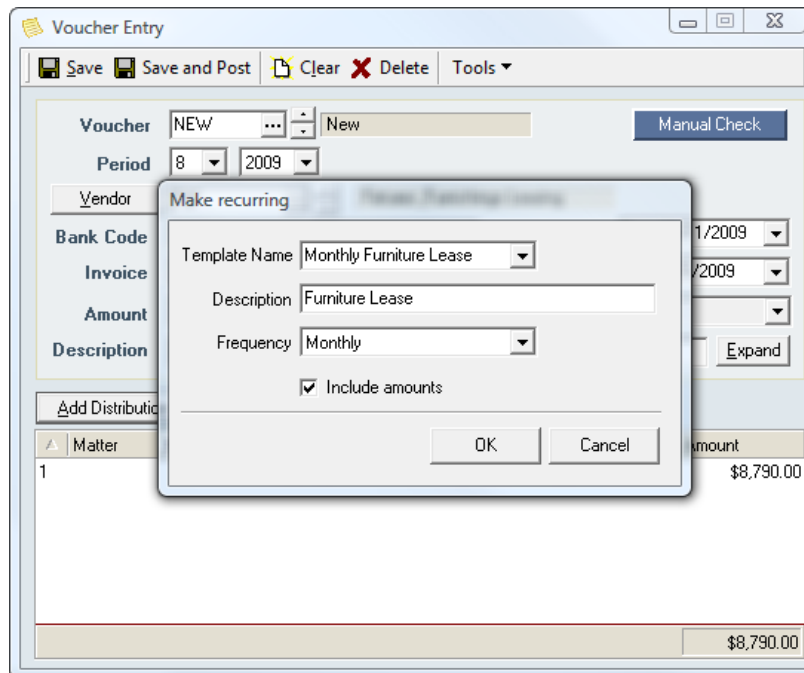 Voucher Entry
Save Save and Post Clear Delete Tools
Voucher NEW ... New Manual Check
Period 8 2009
Vendor
Make recurring
Bank Code 1/2009
Template Name Monthly Furniture Lease
Invoice /2009
Description Furniture Lease
Amount
Frequency Monthly
Description Expand
Include amounts
Add Distributio
OK Cancel
Matter mount
1 $8,790.00
$8,790.00